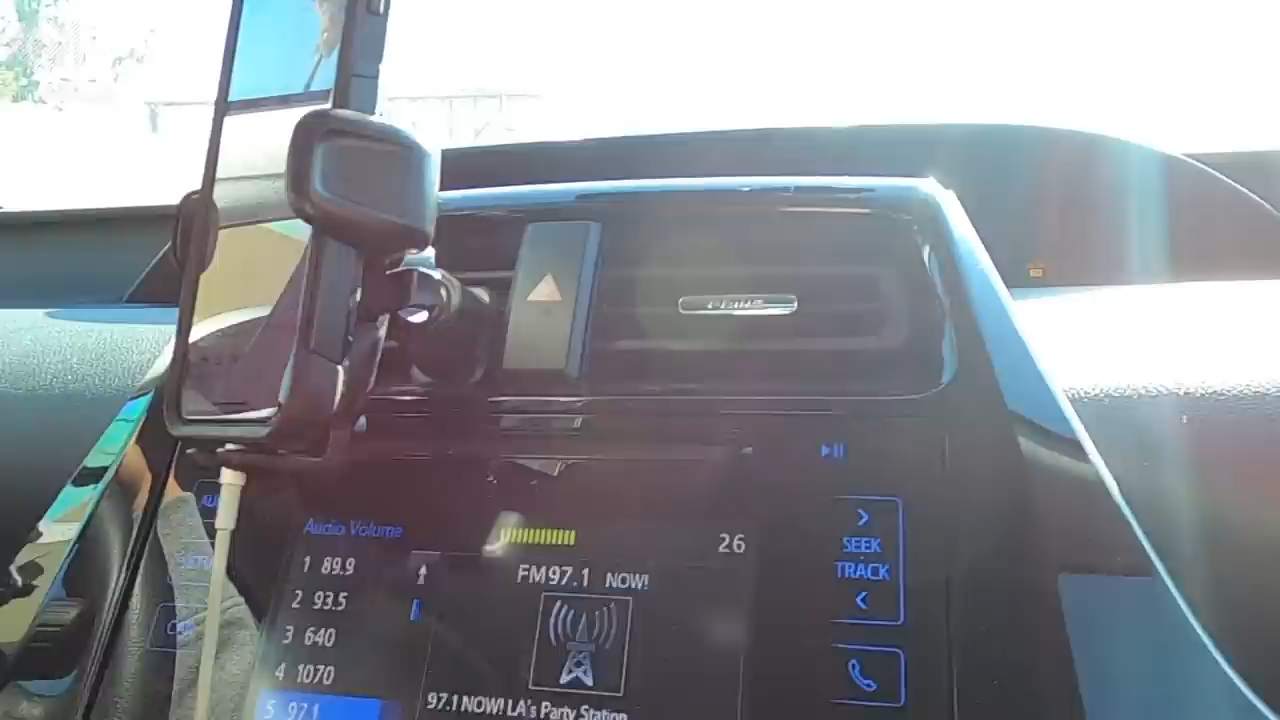 Audio Volume
26
1 89.9
2 93.5
3 640
4 1070
5 97.1
FM97.1 NOW!
97.1 NOW! LA's Party Station
SEEK
TRACK